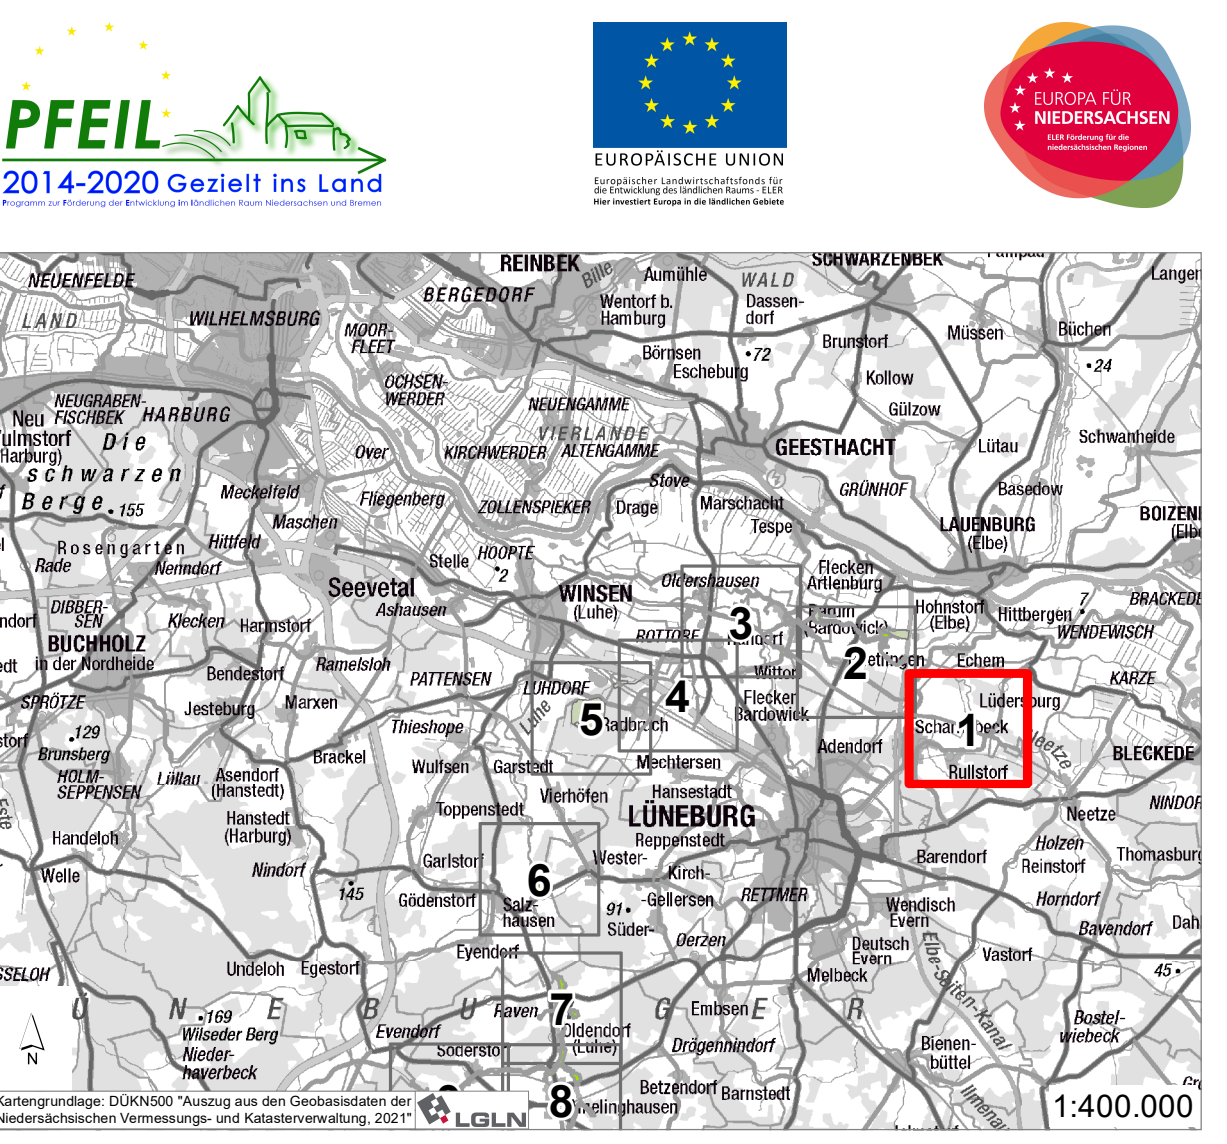 PFEIL
2014-2020 Gezielt ins Land
Programm zur Förderung der Entwicklung im ländlichen Raum Niedersachsen und Bremen
EUROPÄISCHE UNION
Europäischer Landwirtschaftsfonds für
die Entwicklung des ländlichen Raums - ELER
Hier investiert Europa in die ländlichen Gebiete
EUROPA FÜR
NIEDERSACHSEN
ELER Förderung für die
niedersächsischen Regionen
REINBEK
Bille
Aumühle
WALD
SCHWARZENBEK
Langen
NEUENFELDE
BERGEDORF
Wentorf b.
Hamburg
Dassen-
dorf
LAND
WILHELMSBURG
MOOR-
FLEET
Börnsen
72
Brunstorf
Müssen
Büchen
24
Escheburg
Kollow
OCHSEN-
WERDER
NEUGRABEN-
FISCHBEK
HARBURG
NEUENGAMME
Gülzow
Neu
Die
VIERLANDE
(Harburg)
Over
KIRCHWERDER
ALTENGAMME
GEESTHACHT
Lütau
Schwanheide
schwarzen
Berge
155
Meckelfeld
Fliegenberg
ZOLLENSPIEKER
Stove
Drage
Marschacht
GRÜNHOF
Basedow
Maschen
Tespe
LAUENBURG
(Elbe)
Rosengarten
Hittfeld
Rade
Nenndorf
Stelle
HOOPTE
2
Flecken
Artlenburg
Seevetal
WINSEN
(Luhe)
Oldershausen
DIBBER-
SEN
Klecken
Harmstorf
Ashausen
3
Hohnstorf
(Elbe)
Hittbergen
7
WENDEWISCH
BUCHHOLZ
in der Nordheide
Bendestorf
Ramelsloh
PATTENSEN
LUHDORF
2
Echem
KARZE
SPRÖTZE
Jesteburg
Marxen
Thieshope
Luhe
5
Radbruch
4
Flecken
Bardowick
Lüdersburg
1
129
Brunsberg
Brackel
Wulfsen
Garstedt
Mechtersen
Adendorf
Rullstorf
Neetze
BLECKEDE
HOLM-
SEPPENSEN
Lüllau
Asendorf
(Hanstedt)
Toppenstedt
Vierhöfen
Hansestadt
LÜNEBURG
Neetze
Este
Handeloh
Hanstedt
(Harburg)
Reppenstedt
Holzen
Reinstorf
Thomasburg
Welle
Nindorf
145
Garlstorf
6
Wester-
Kirch-
-Gellersen
Barendorf
Gödenstorf
Salz-
hausen
91
Süder-
RETTMER
Wendisch
Evern
Horndorf
Bavendorf
Undeloh
Egestorf
Eyendorf
Oerzen
Deutsch
Evern
Melbeck
Elbe-Seiten-Kanal
Vastorf
45
Ü N E B U R G E R
169
Wilseder Berg
Raven
7
Oldendorf
(Luhe)
Embsen
Evendorf
Drögennindorf
Bienen-
büttel
Bostel-
wiebeck
Nieder-
haverbeck
8
Betzendorf
Barnstedt
Ilmenau
N
Kartengrundlage: DÜKN500 "Auszug aus den Geobasisdaten der
Niedersächsischen Vermessungs- und Katasterverwaltung, 2021"
LGLN
1:400.000